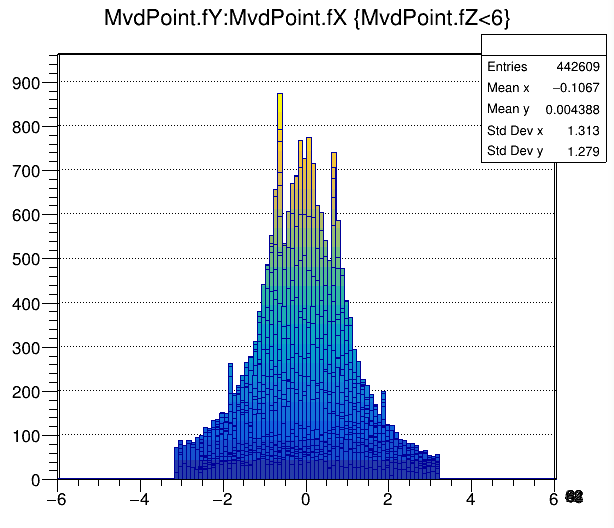 MvdPoint.fY:MvdPoint.fX {MvdPoint.fZ<6}
Entries 442609
Mean x −0.1067
Mean y 0.004388
Std Dev x 1.313
Std Dev y 1.279
900
800
700
600
500
400
300
200
100
0
−6 −4 −2 0 2 4 6